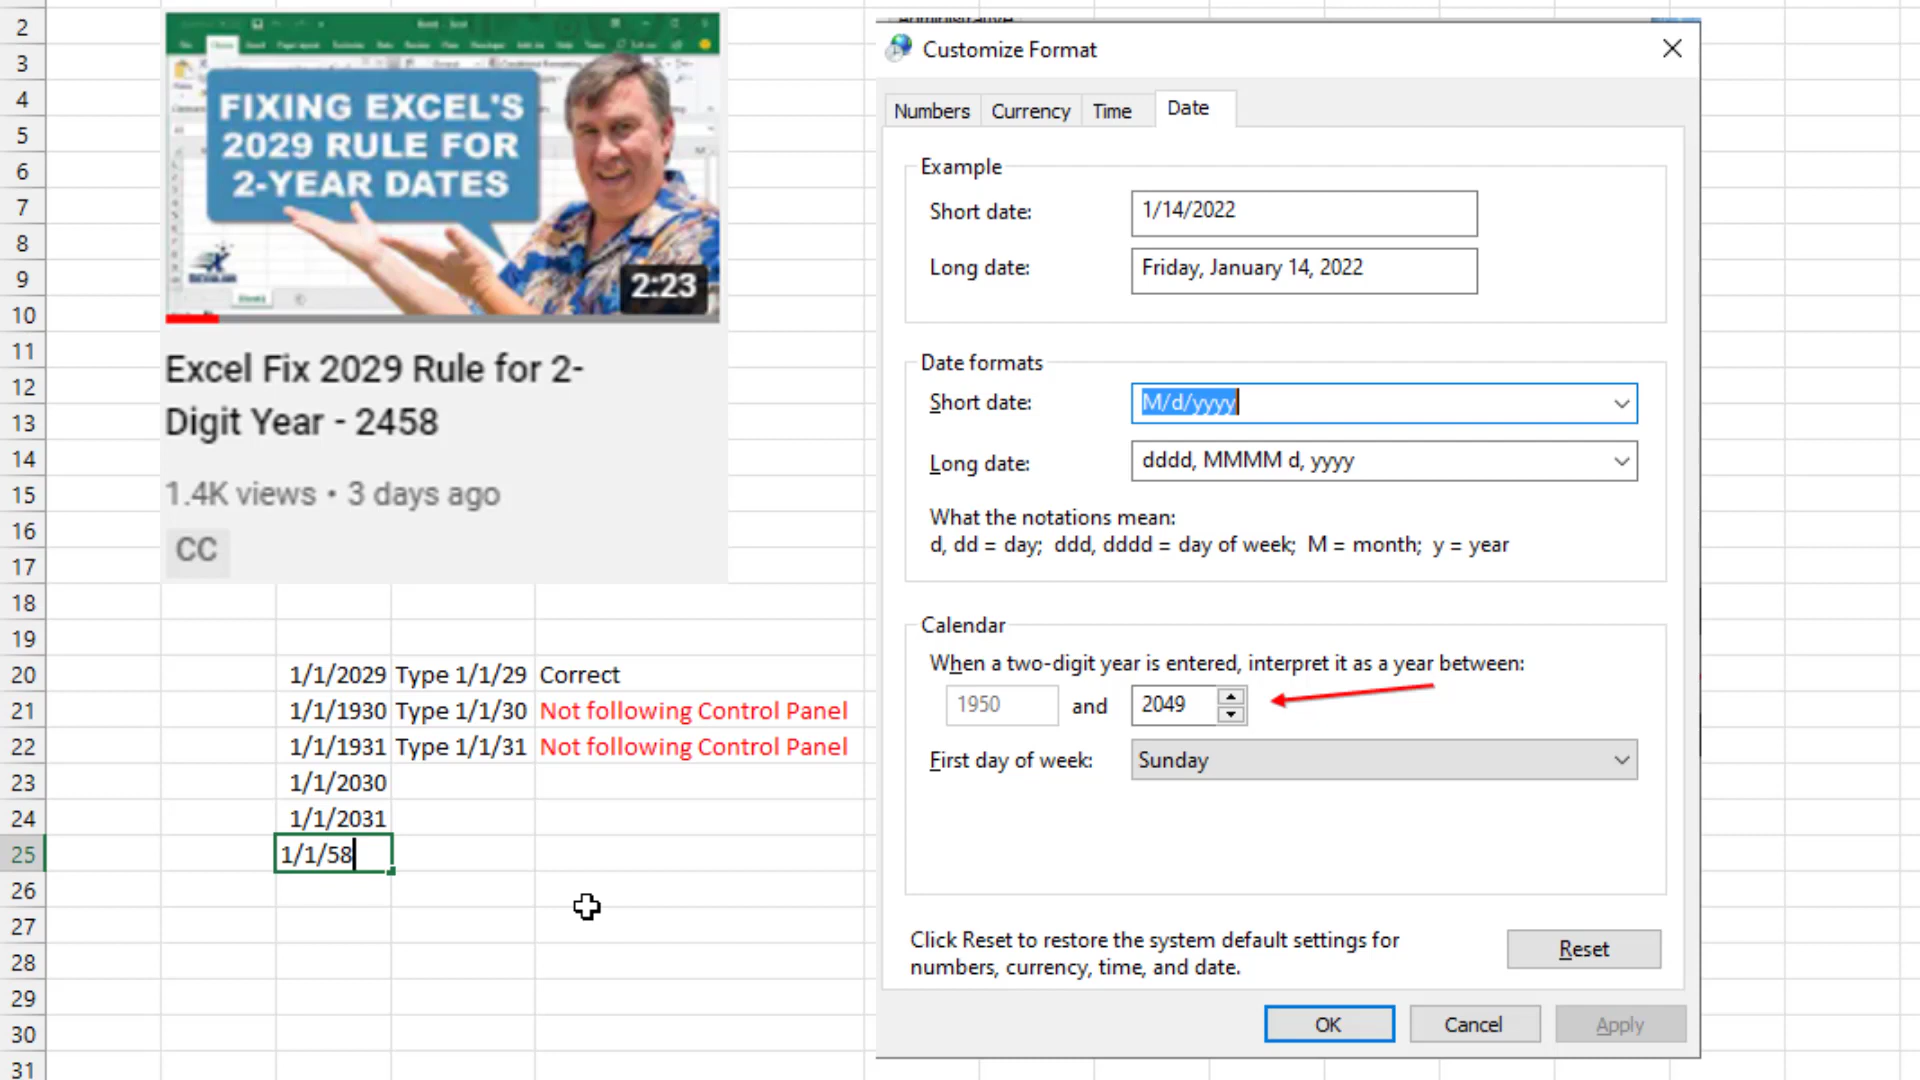 2
3
4
5
6
7
8
9
10
11
12
13
14
15
16
17
18
19
20
21
22
23
24
25
26
27
28
29
30
31
FIXING EXCEL'S
2029 RULE FOR
2-YEAR DATES
2:23
Excel Fix 2029 Rule for 2-
Digit Year - 2458
1.4K views • 3 days ago
CC
1/1/2029 Type 1/1/29 Correct
1/1/1930 Type 1/1/30 Not following Control Panel
1/1/1931 Type 1/1/31 Not following Control Panel
1/1/2030
1/1/2031
1/1/58
Customize Format
Numbers Currency Time Date
Example
Short date: 1/14/2022
Long date: Friday, January 14, 2022
Date formats
Short date: M/d/yyyy
Long date: dddd, MMMM d, yyyy
What the notations mean:
d, dd = day; ddd, dddd = day of week; M = month; y = year
Calendar
When a two-digit year is entered, interpret it as a year between:
1950 and 2049
First day of week: Sunday
Click Reset to restore the system default settings for
numbers, currency, time, and date.
Reset
OK Cancel Apply